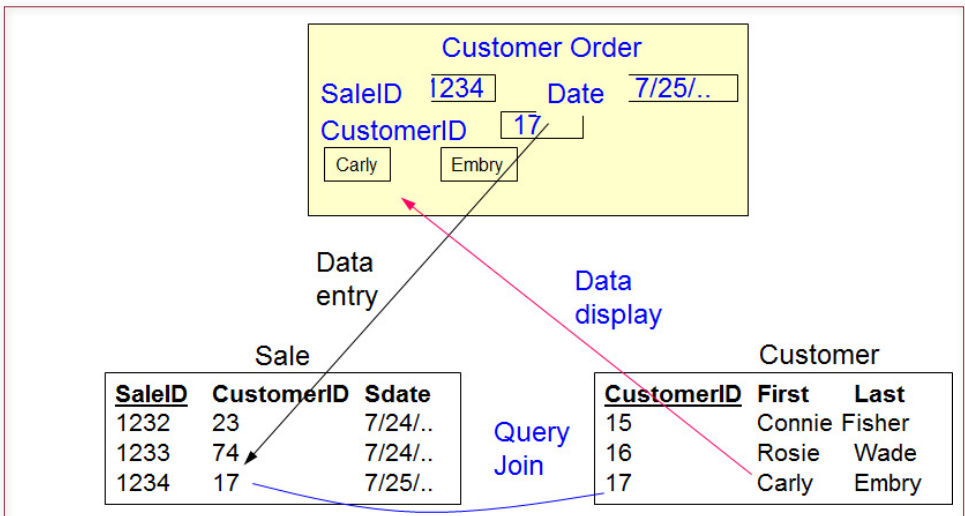 Customer Order
SaleID 1234 Date 7/25/..
CustomerID 17
Carly Embry
Data
entry
Data
display
Sale
SaleID CustomerID Sdate
1232 23 7/24/..
1233 74 7/24/..
1234 17 7/25/..
Query
Join
Customer
CustomerID First Last
15 Connie Fisher
16 Rosie Wade
17 Carly Embry